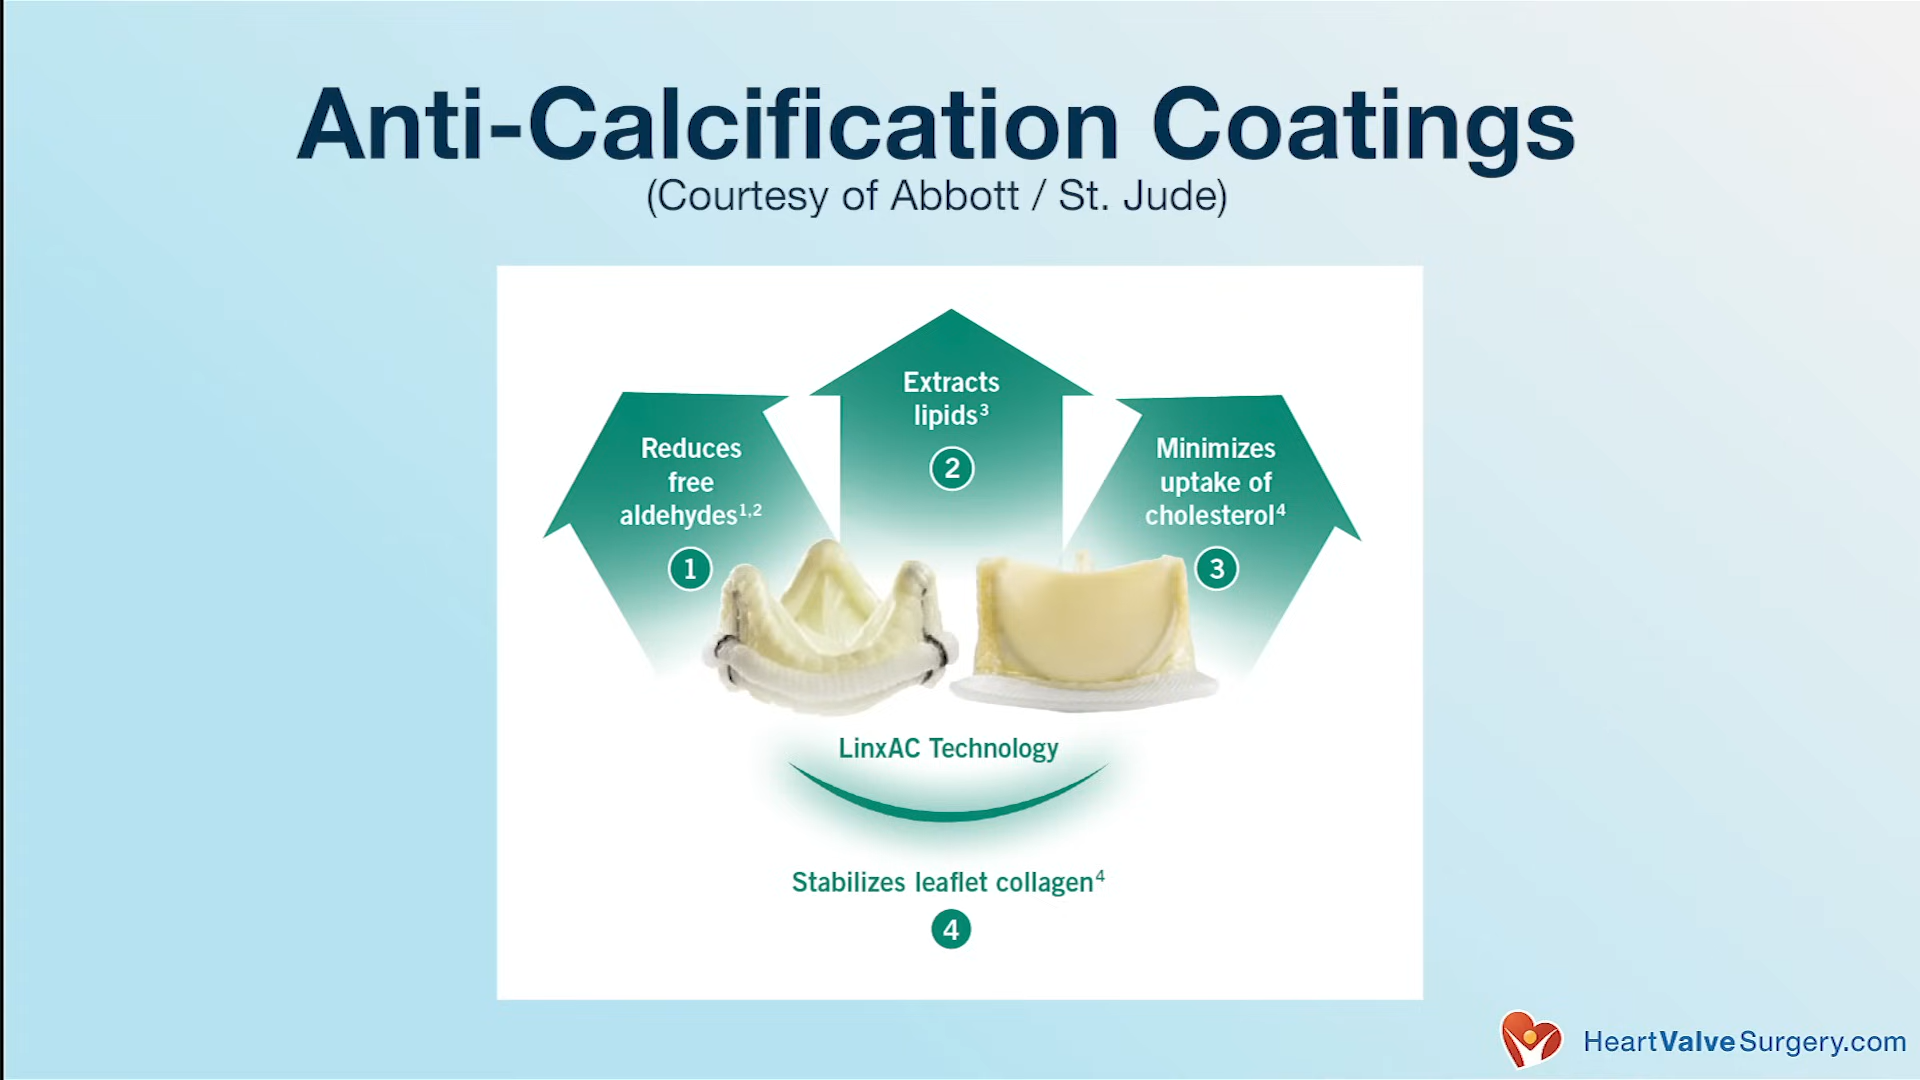 Anti-Calcification Coatings
(Courtesy of Abbott / St. Jude)
Extracts
lipids³
2
Reduces
free
aldehydes¹,²
1
Minimizes
uptake of
cholesterol⁴
3
LinxAC Technology
Stabilizes leaflet collagen⁴
4
HeartValveSurgery.com